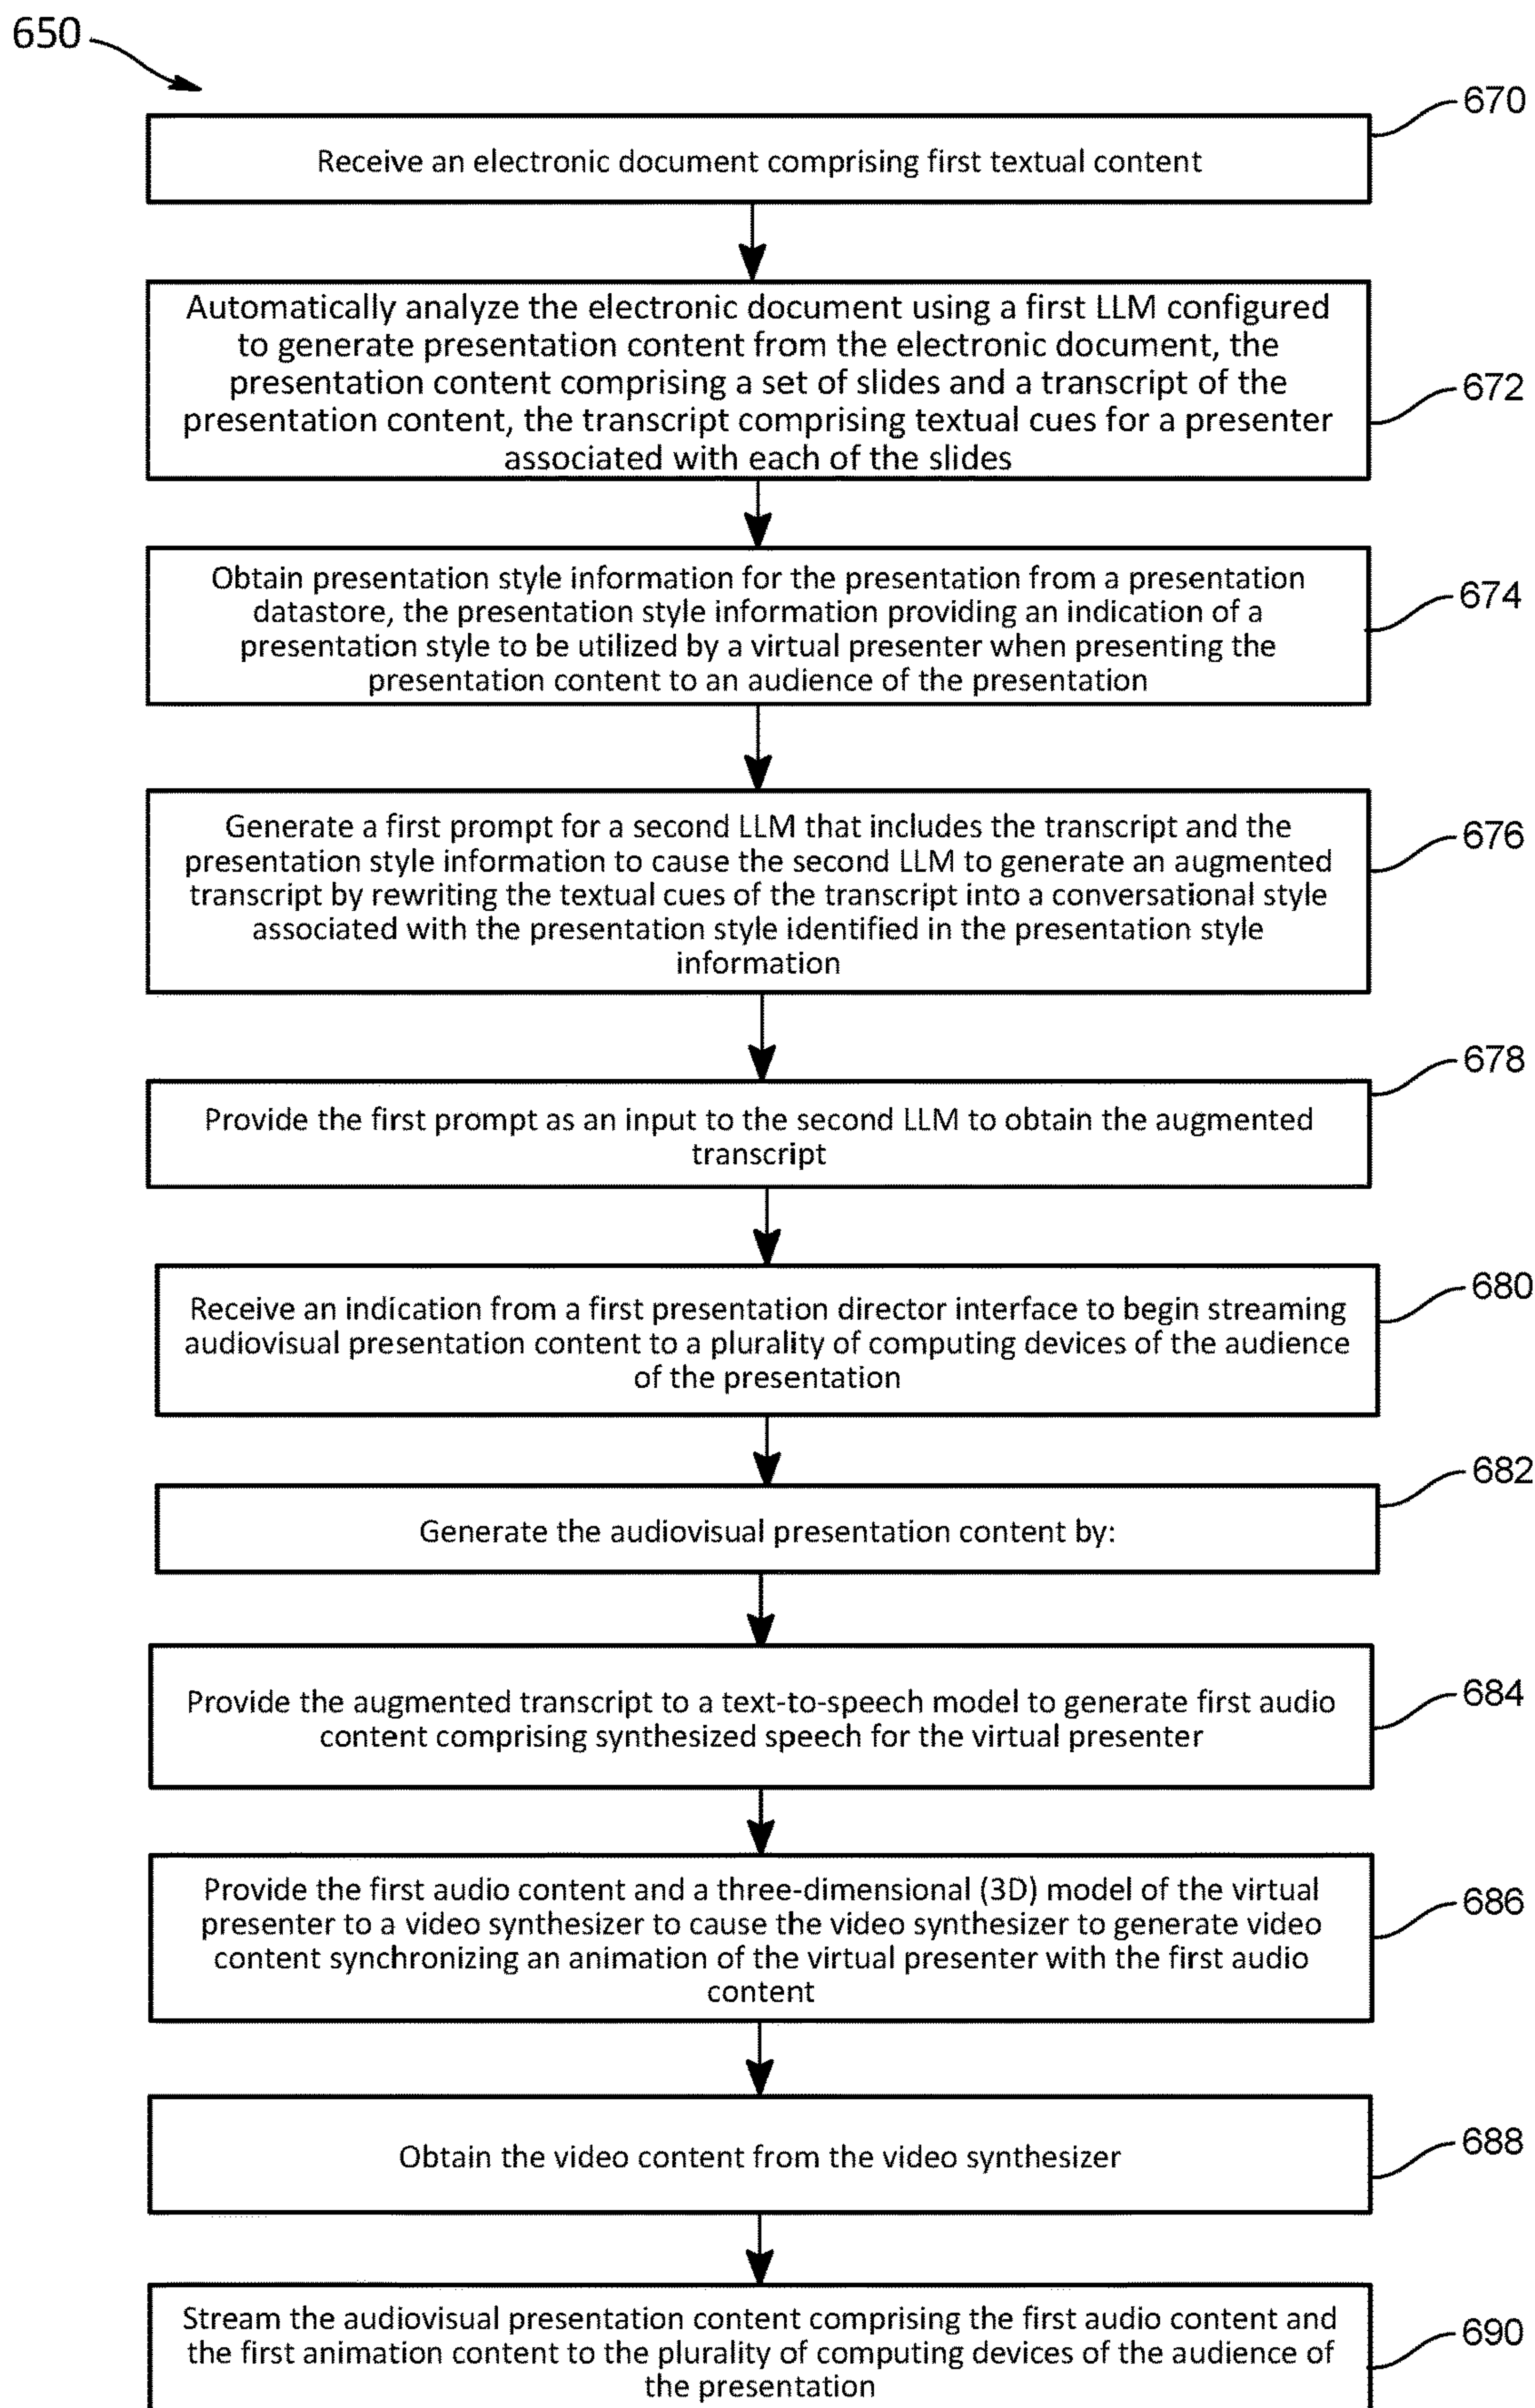 650
670
Receive an electronic document comprising first textual content
Automatically analyze the electronic document using a first LLM configured
to generate presentation content from the electronic document, the
presentation content comprising a set of slides and a transcript of the
presentation content, the transcript comprising textual cues for a presenter
associated with each of the slides
672
Obtain presentation style information for the presentation from a presentation
datastore, the presentation style information providing an indication of a
presentation style to be utilized by a virtual presenter when presenting the
presentation content to an audience of the presentation
674
Generate a first prompt for a second LLM that includes the transcript and the
presentation style information to cause the second LLM to generate an augmented
transcript by rewriting the textual cues of the transcript into a conversational style
associated with the presentation style identified in the presentation style
information
676
678
Provide the first prompt as an input to the second LLM to obtain the augmented
transcript
680
Receive an indication from a first presentation director interface to begin streaming
audiovisual presentation content to a plurality of computing devices of the audience
of the presentation
682
Generate the audiovisual presentation content by:
684
Provide the augmented transcript to a text-to-speech model to generate first audio
content comprising synthesized speech for the virtual presenter
Provide the first audio content and a three-dimensional (3D) model of the virtual
presenter to a video synthesizer to cause the video synthesizer to generate video
content synchronizing an animation of the virtual presenter with the first audio
content
686
Obtain the video content from the video synthesizer
688
Stream the audiovisual presentation content comprising the first audio content and
the first animation content to the plurality of computing devices of the audience of
the presentation
690